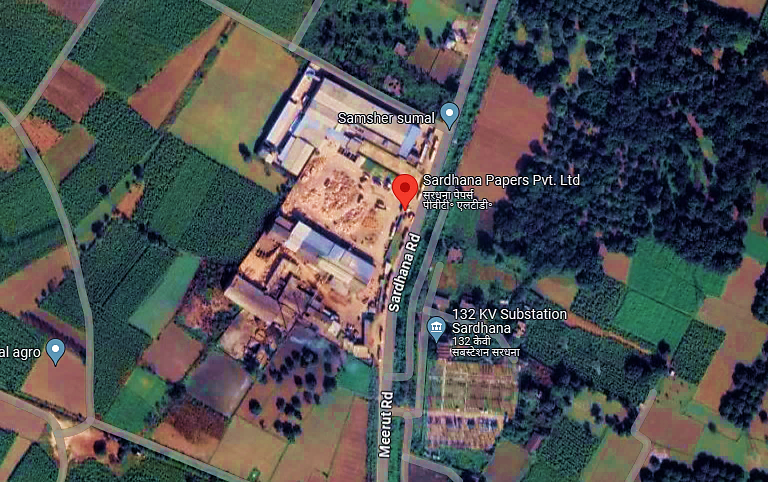 Samsher sumal
Sardhana Papers Pvt. Ltd
सरधना पेपर्स
पीवीटी॰ एलटीडी॰
Sardhana Rd
132 KV Substation
Sardhana
132 केवी
सबस्टेशन सरधना
al agro
Meerut Rd